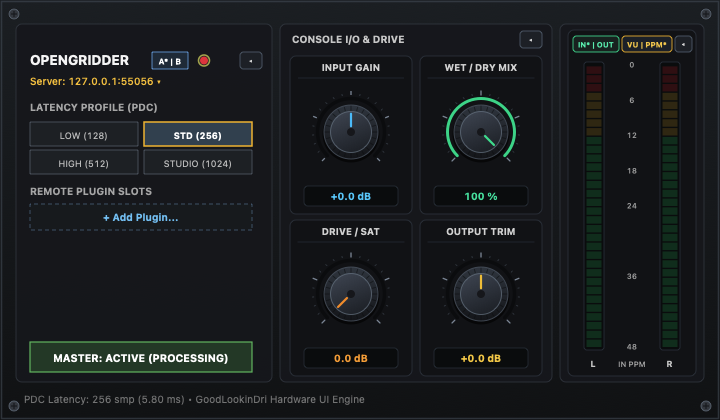 OPENGRIDDER
A* | B
◂
Server: 127.0.0.1:55056 ▾
LATENCY PROFILE (PDC)
LOW (128)
STD (256)
HIGH (512)
STUDIO (1024)
REMOTE PLUGIN SLOTS
+ Add Plugin...
MASTER: ACTIVE (PROCESSING)
CONSOLE I/O & DRIVE
◂
INPUT GAIN
+0.0 dB
WET / DRY MIX
100 %
DRIVE / SAT
0.0 dB
OUTPUT TRIM
+0.0 dB
IN* | OUT
VU | PPM*
◂
0
6
12
18
24
36
48
L
IN PPM
R
PDC Latency: 256 smp (5.80 ms) • GoodLookinDri Hardware UI Engine